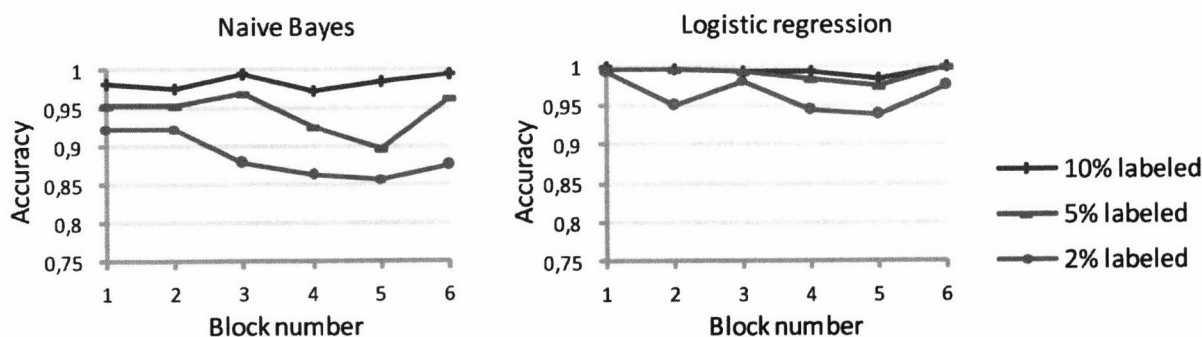 Naive Bayes
Accuracy
1
0,95
0,9
0,85
0,8
0,75
1 2 3 4 5 6
Block number
Logistic regression
Accuracy
1
0,95
0,9
0,85
0,8
0,75
1 2 3 4 5 6
Block number
10% labeled
5% labeled
2% labeled